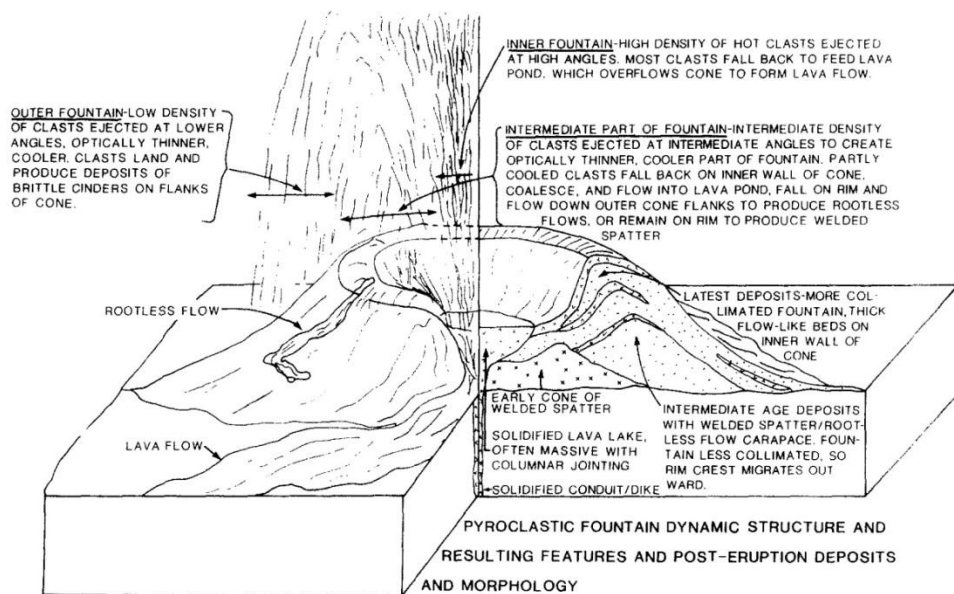 INNER FOUNTAIN-HIGH DENSITY OF HOT CLASTS EJECTED
AT HIGH ANGLES. MOST CLASTS FALL BACK TO FEED LAVA
POND, WHICH OVERFLOWS CONE TO FORM LAVA FLOW.
OUTER FOUNTAIN-LOW DENSITY
OF CLASTS EJECTED AT LOWER
ANGLES, OPTICALLY THINNER,
COOLER. CLASTS LAND AND
PRODUCE DEPOSITS OF
BRITTLE CINDERS ON FLANKS
OF CONE.
INTERMEDIATE PART OF FOUNTAIN-INTERMEDIATE DENSITY
OF CLASTS EJECTED AT INTERMEDIATE ANGLES TO CREATE
OPTICALLY THINNER, COOLER PART OF FOUNTAIN. PARTLY
COOLED CLASTS FALL BACK ON INNER WALL OF CONE,
COALESCE, AND FLOW INTO LAVA POND, FALL ON RIM AND
FLOW DOWN OUTER CONE FLANKS TO PRODUCE ROOTLESS
FLOWS, OR REMAIN ON RIM TO PRODUCE WELDED
SPATTER
ROOTLESS FLOW
LATEST DEPOSITS-MORE COL-
LIMATED FOUNTAIN, THICK
FLOW-LIKE BEDS ON
INNER WALL OF
CONE
LAVA FLOW
EARLY CONE OF
WELDED SPATTER
SOLIDIFIED LAVA LAKE,
OFTEN MASSIVE WITH
COLUMNAR JOINTING
SOLIDIFIED CONDUIT/DIKE
INTERMEDIATE AGE DEPOSITS
WITH WELDED SPATTER/ROOT-
LESS FLOW CARAPACE. FOUN-
TAIN LESS COLLIMATED, SO
RIM CREST MIGRATES OUT
WARD.
PYROCLASTIC FOUNTAIN DYNAMIC STRUCTURE AND
RESULTING FEATURES AND POST-ERUPTION DEPOSITS
AND MORPHOLOGY